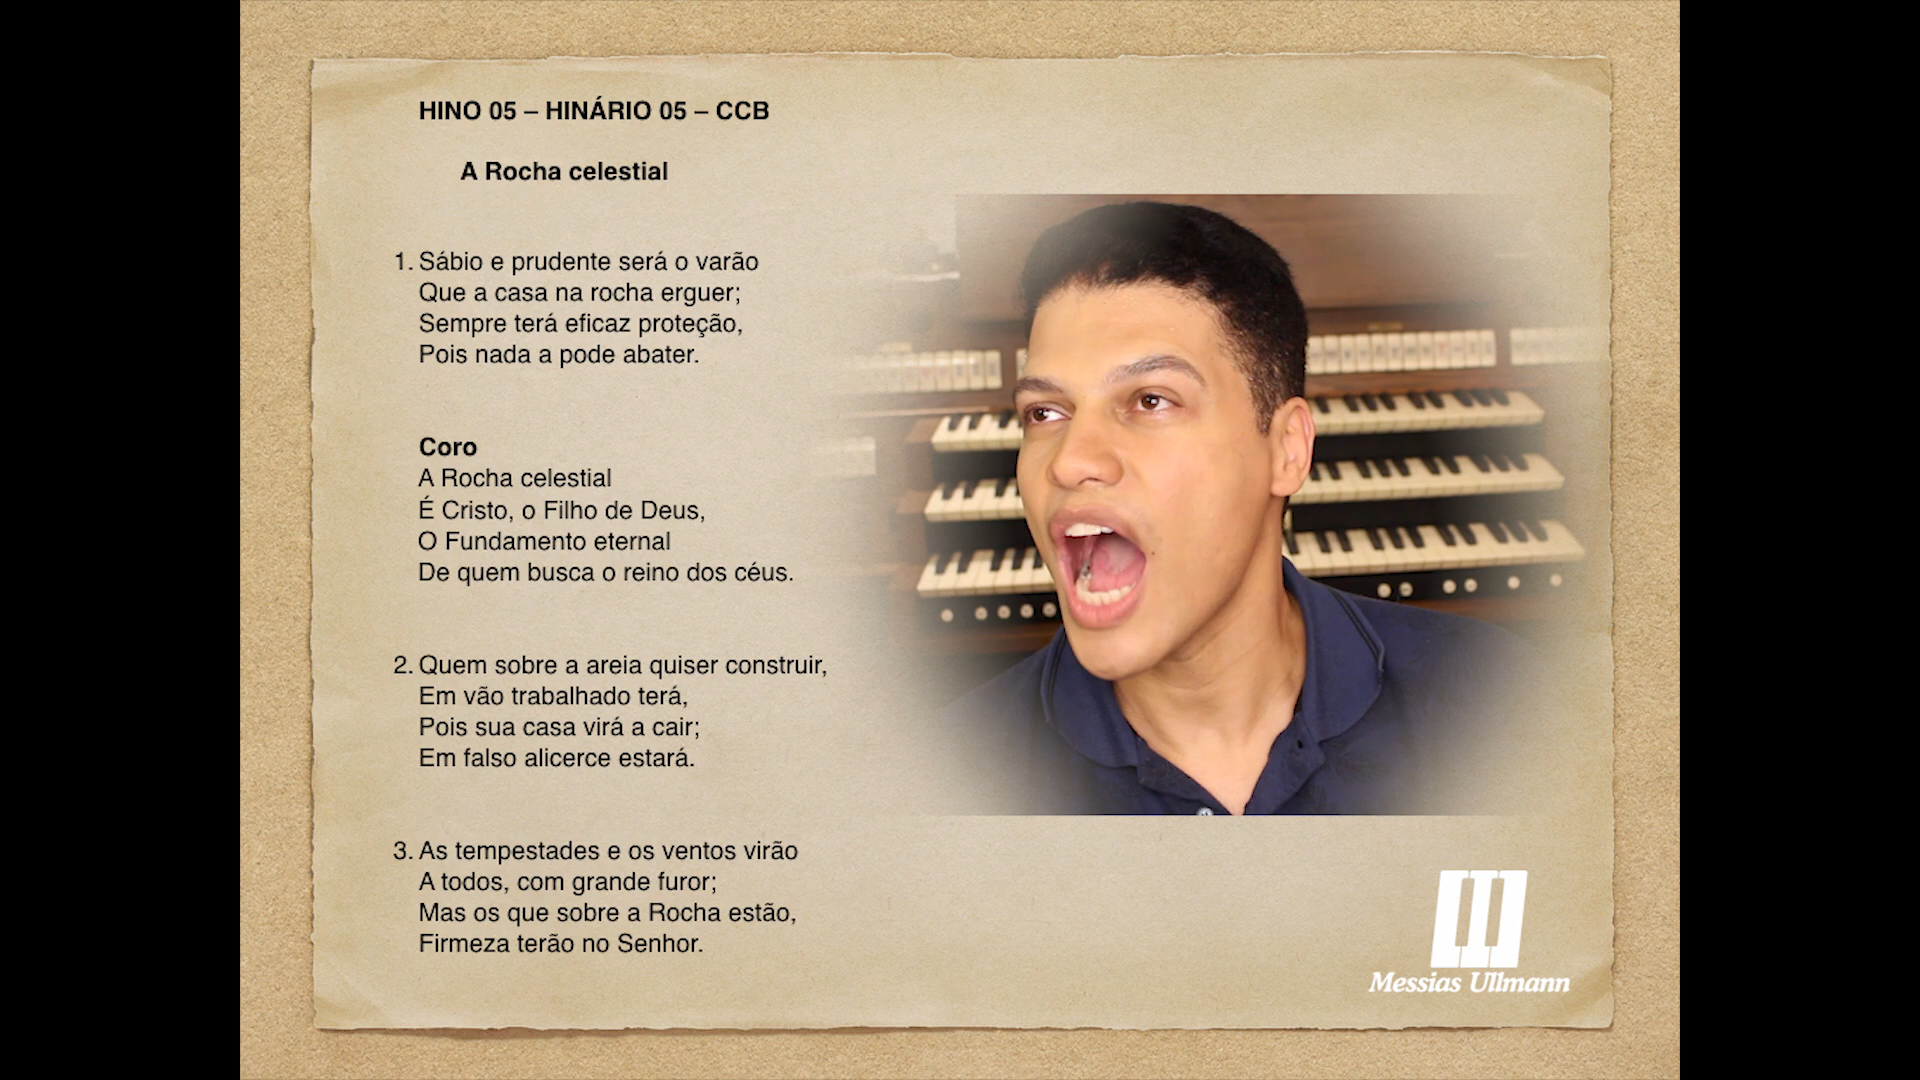 HINO 05 – HINÁRIO 05 – CCB
A Rocha celestial
1. Sábio e prudente será o varão
Que a casa na rocha erguer;
Sempre terá eficaz proteção,
Pois nada a pode abater.
Coro
A Rocha celestial
É Cristo, o Filho de Deus,
O Fundamento eternal
De quem busca o reino dos céus.
2. Quem sobre a areia quiser construir,
Em vão trabalhado terá,
Pois sua casa virá a cair;
Em falso alicerce estará.
3. As tempestades e os ventos virão
A todos, com grande furor;
Mas os que sobre a Rocha estão,
Firmeza terão no Senhor.
Messias Ullmann